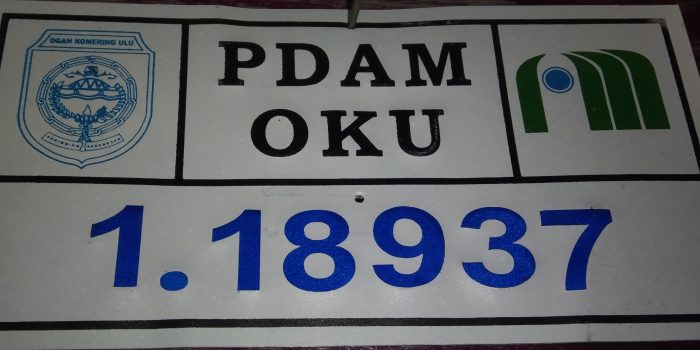 OGAN KOMERING ULU
PDAM
OKU
1.18937